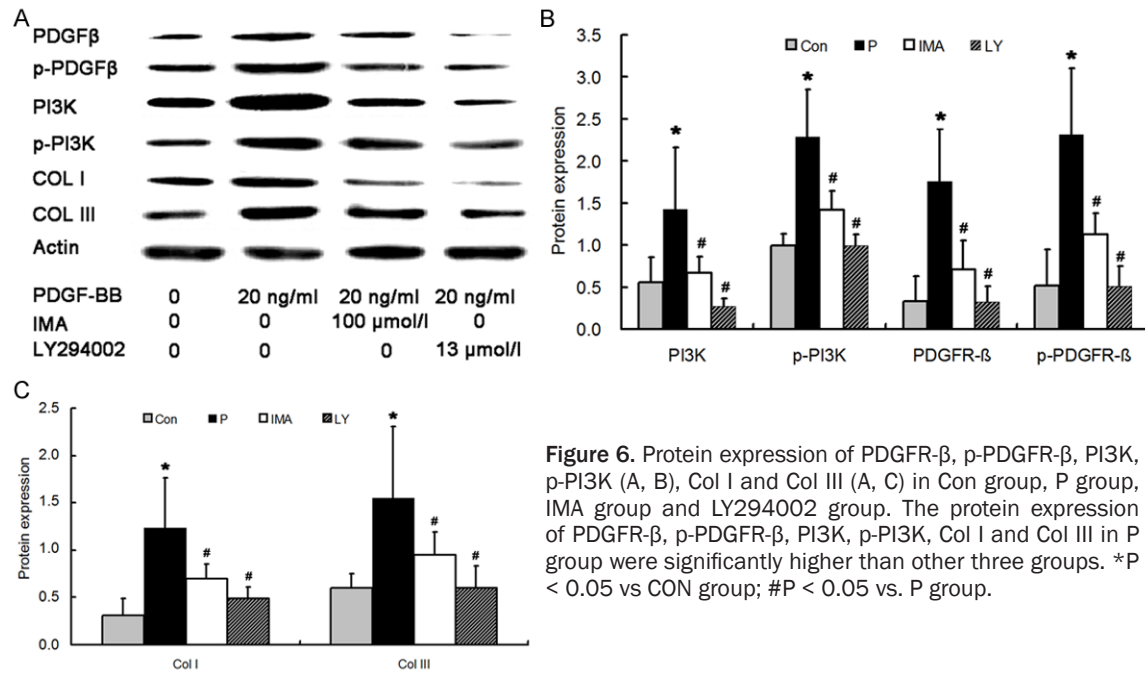 A
PDGFβ
p-PDGFβ
PI3K
p-PI3K
COL I
COL III
Actin
PDGF-BB 0 20 ng/ml 20 ng/ml 20 ng/ml
IMA 0 0 100 µmol/l 0
LY294002 0 0 0 13 µmol/l
B
Con P IMA LY
Protein expression
3.5
3.0
2.5
2.0
1.5
1.0
0.5
0.0
* # #
* # #
* # #
* # #
PI3K p-PI3K PDGFR-ß p-PDGFR-ß
C
Con P IMA LY
Protein expression
2.5
2.0
1.5
1.0
0.5
0.0
* # #
* # #
Col I Col III
Figure 6. Protein expression of PDGFR-β, p-PDGFR-β, PI3K,
p-PI3K (A, B), Col I and Col III (A, C) in Con group, P group,
IMA group and LY294002 group. The protein expression
of PDGFR-β, p-PDGFR-β, PI3K, p-PI3K, Col I and Col III in P
group were significantly higher than other three groups. *P
< 0.05 vs CON group; #P < 0.05 vs. P group.